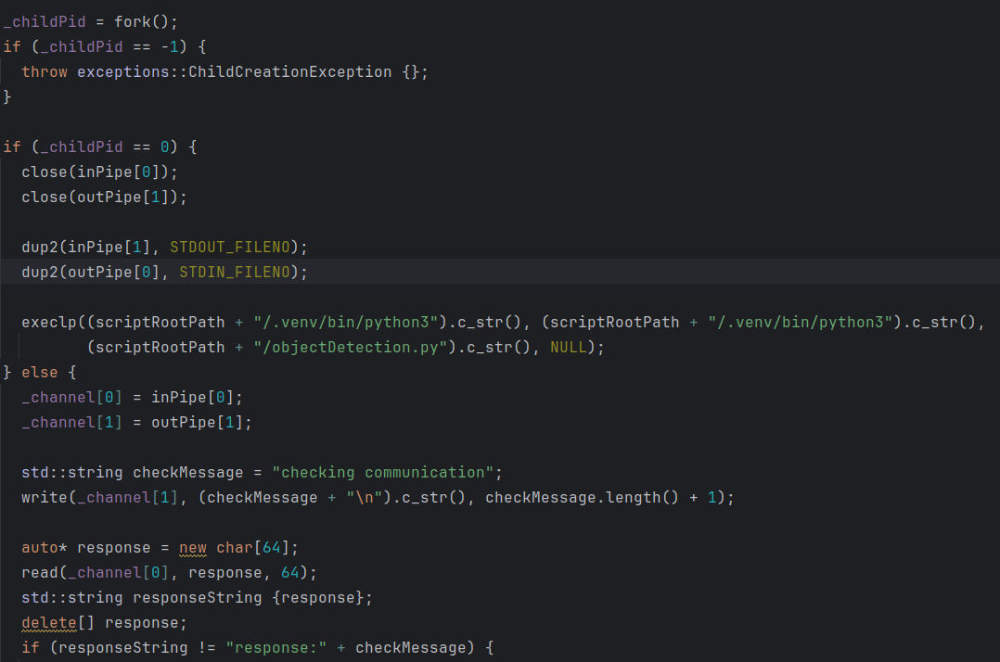 _childPid = fork();
if (_childPid == -1) {
  throw exceptions::ChildCreationException {};
}

if (_childPid == 0) {
  close(inPipe[0]);
  close(outPipe[1]);

  dup2(inPipe[1], STDOUT_FILENO);
  dup2(outPipe[0], STDIN_FILENO);

  execlp((scriptRootPath + "/.venv/bin/python3").c_str(), (scriptRootPath + "/.venv/bin/python3").c_str(),
         (scriptRootPath + "/objectDetection.py").c_str(), NULL);
} else {
  _channel[0] = inPipe[0];
  _channel[1] = outPipe[1];

  std::string checkMessage = "checking communication";
  write(_channel[1], (checkMessage + "\n").c_str(), checkMessage.length() + 1);

  auto* response = new char[64];
  read(_channel[0], response, 64);
  std::string responseString {response};
  delete[] response;
  if (responseString != "response:" + checkMessage) {